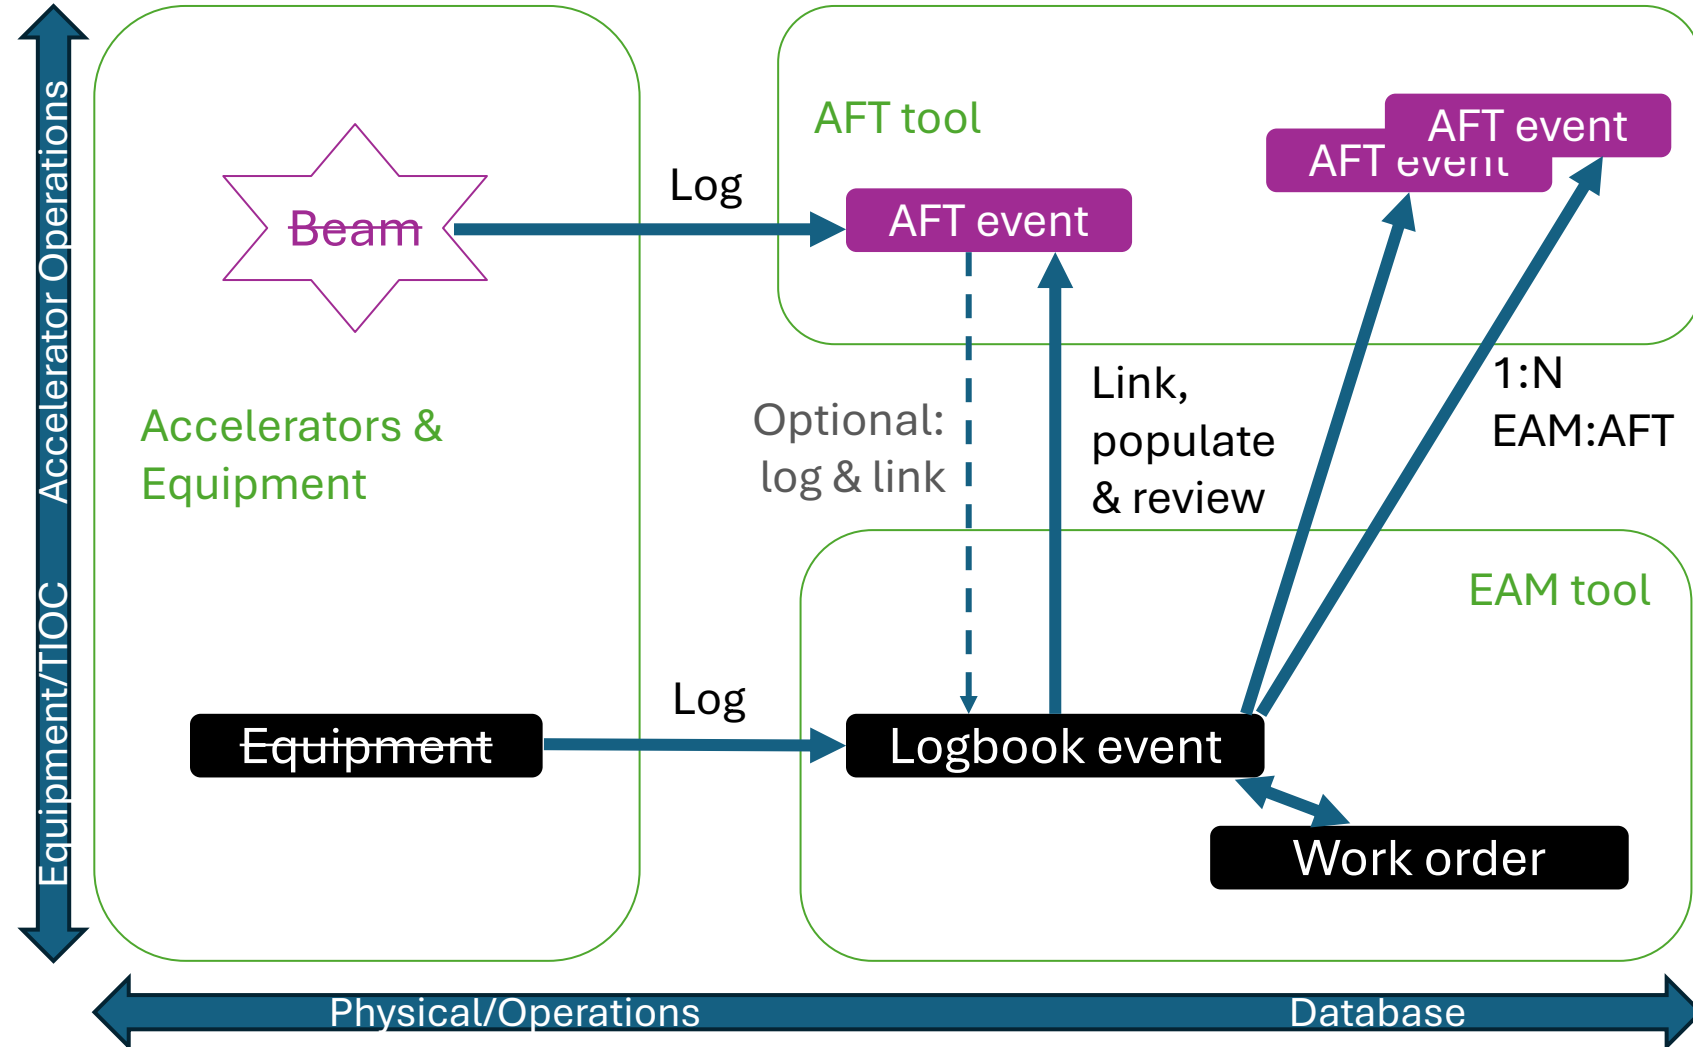 Accelerator Operations
Equipment/TIOC
AFT tool
AFT event
AFT event
Log
Beam
AFT event
Accelerators &
Equipment
Optional:
log & link
Link,
populate
& review
1:N
EAM:AFT
EAM tool
Log
Equipment
Logbook event
Work order
Physical/Operations
Database